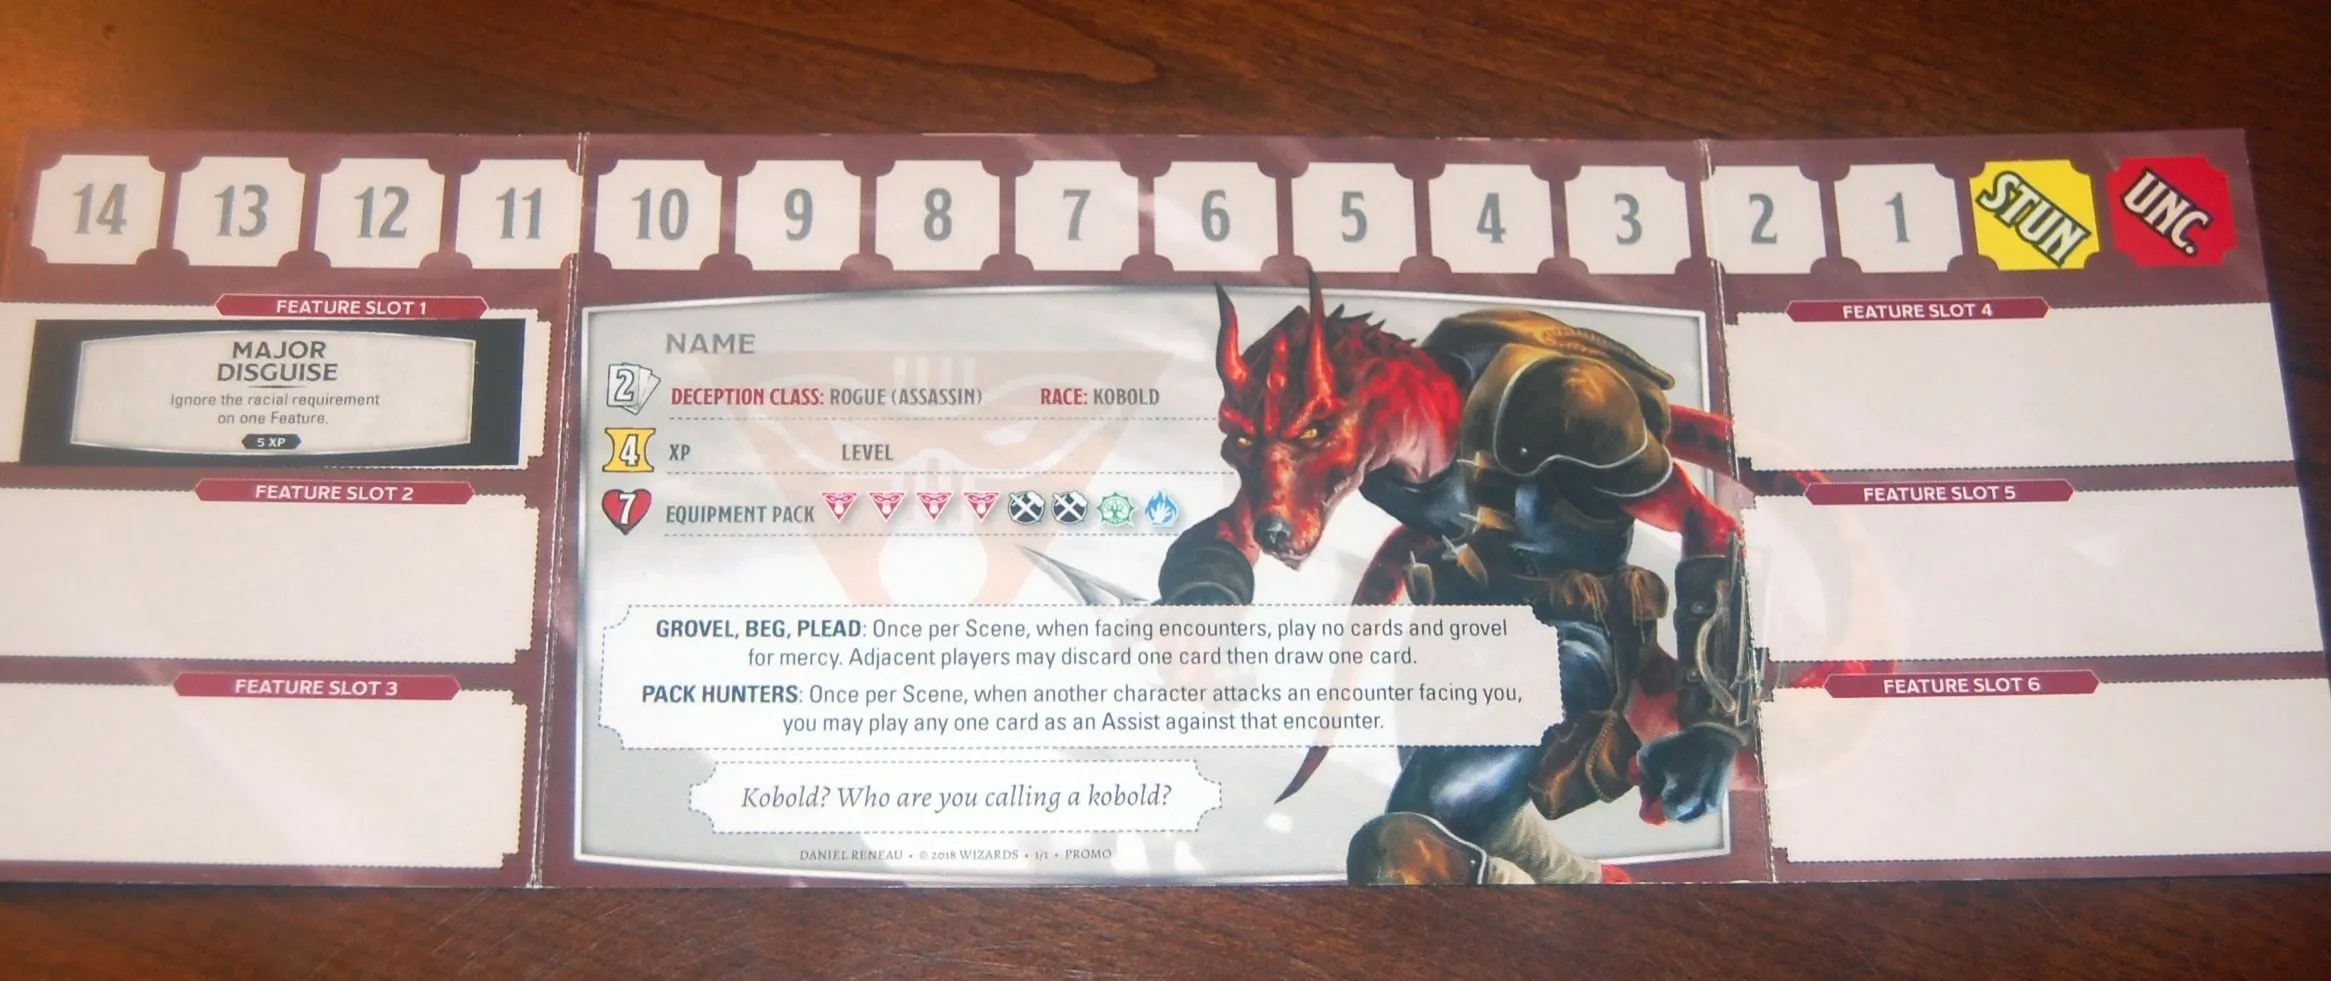 14 13 12 11 10 9 8 7 6 5 4 3 2 1 STUN UNC.
FEATURE SLOT 1
MAJOR
DISGUISE
Ignore the racial requirement
on one Feature.
5 XP
FEATURE SLOT 2
FEATURE SLOT 3
NAME
2 DECEPTION CLASS: ROGUE (ASSASSIN) RACE: KOBOLD
4 XP LEVEL
7 EQUIPMENT PACK
GROVEL, BEG, PLEAD: Once per Scene, when facing encounters, play no cards and grovel
for mercy. Adjacent players may discard one card then draw one card.
PACK HUNTERS: Once per Scene, when another character attacks an encounter facing you,
you may play any one card as an Assist against that encounter.
Kobold? Who are you calling a kobold?
DANIEL RENEAU • © 2018 WIZARDS • 1/1 • PROMO
FEATURE SLOT 4
FEATURE SLOT 5
FEATURE SLOT 6